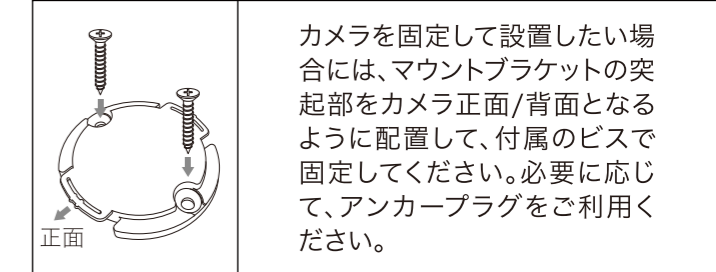 カメラを固定して設置したい場
合には、マウントブラケットの突
起部をカメラ正面/背面となる
ように配置して、付属のビスで
固定してください。必要に応じ
て、アンカープラグをご利用く
ださい。
正面